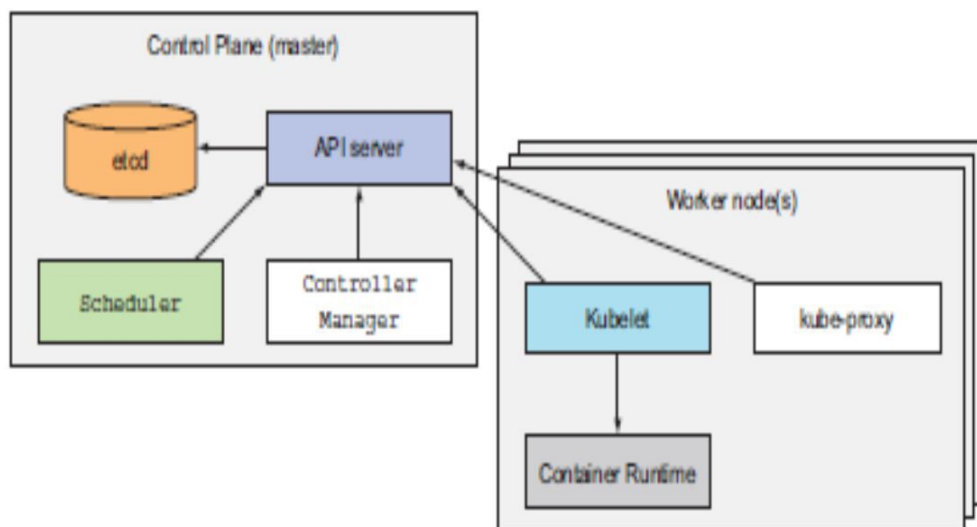 Control Plane (master)
etcd
API server
Scheduler
Controller
Manager
Worker node(s)
Kubelet
kube-proxy
Container Runtime